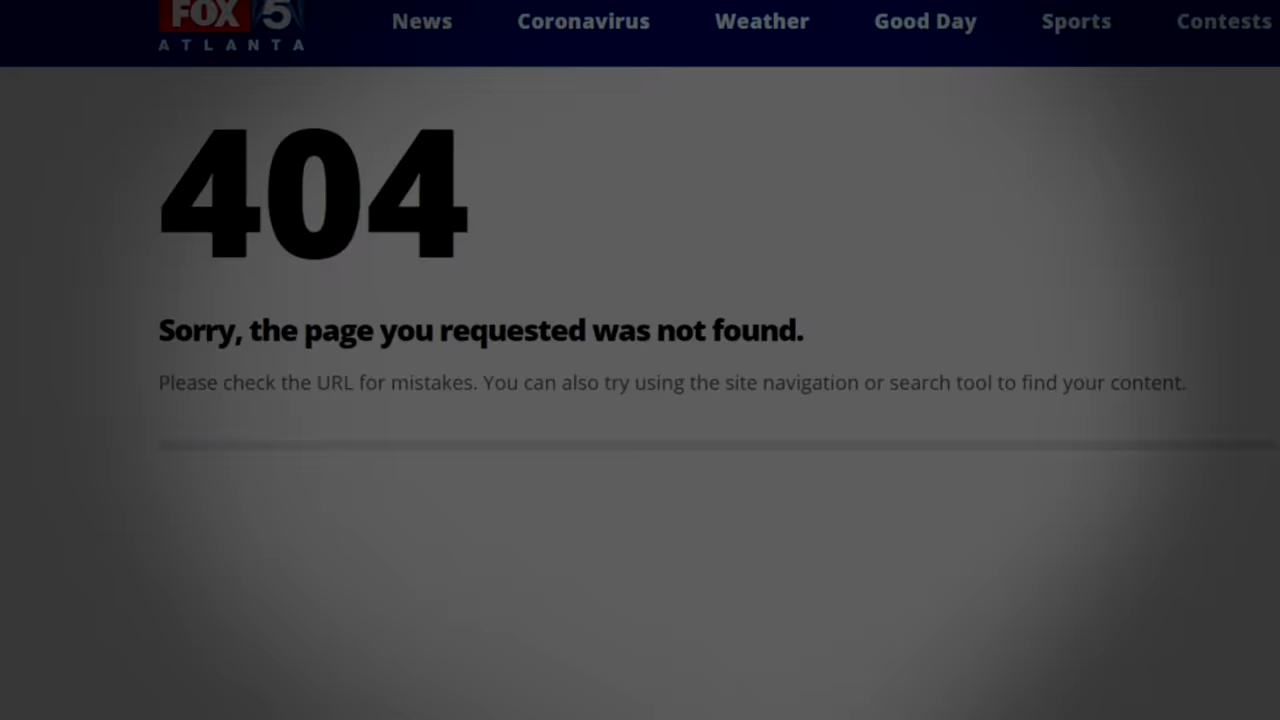 FOX 5
News Coronavirus Weather Good Day Sports Contests
ATLANTA
404
Sorry, the page you requested was not found.
Please check the URL for mistakes. You can also try using the site navigation or search tool to find your content.